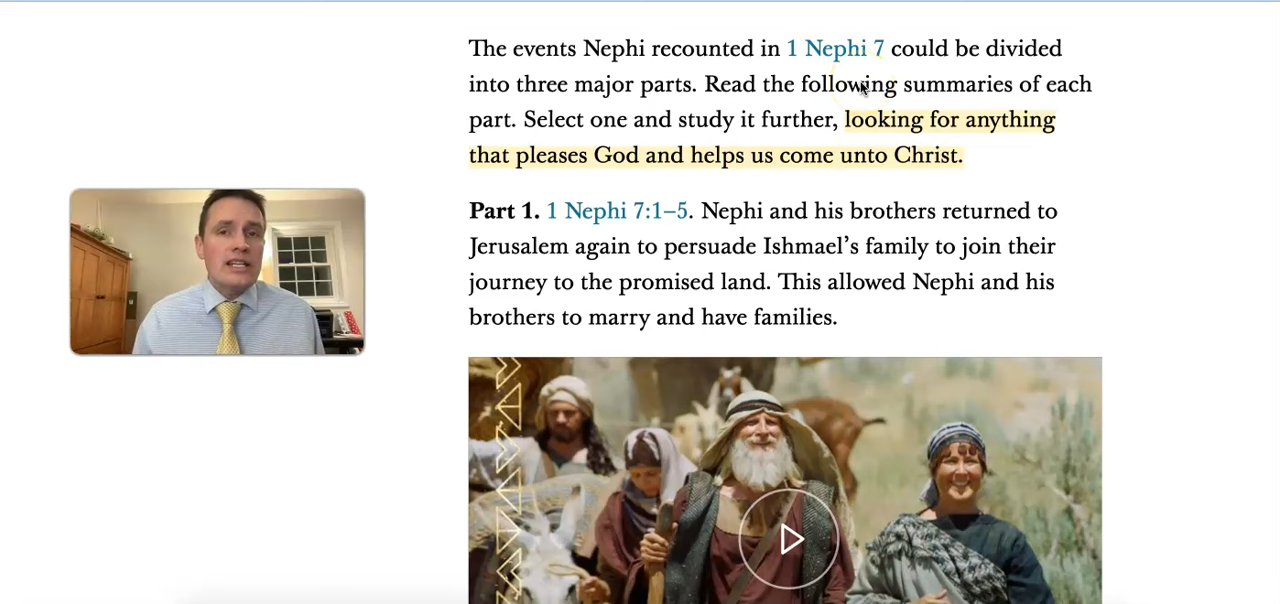 The events Nephi recounted in 1 Nephi 7 could be divided
into three major parts. Read the following summaries of each
part. Select one and study it further, looking for anything
that pleases God and helps us come unto Christ.
Part 1. 1 Nephi 7:1–5. Nephi and his brothers returned to
Jerusalem again to persuade Ishmael’s family to join their
journey to the promised land. This allowed Nephi and his
brothers to marry and have families.